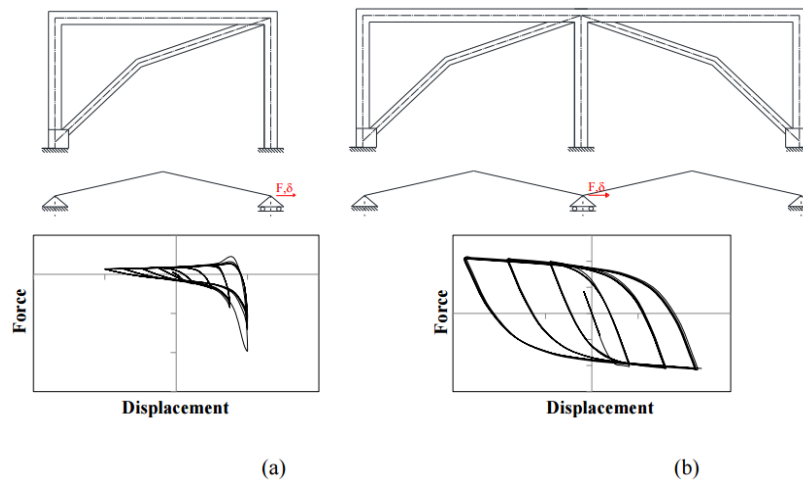 F,δ
F,δ
Force
Force
Displacement
Displacement
(a)
(b)